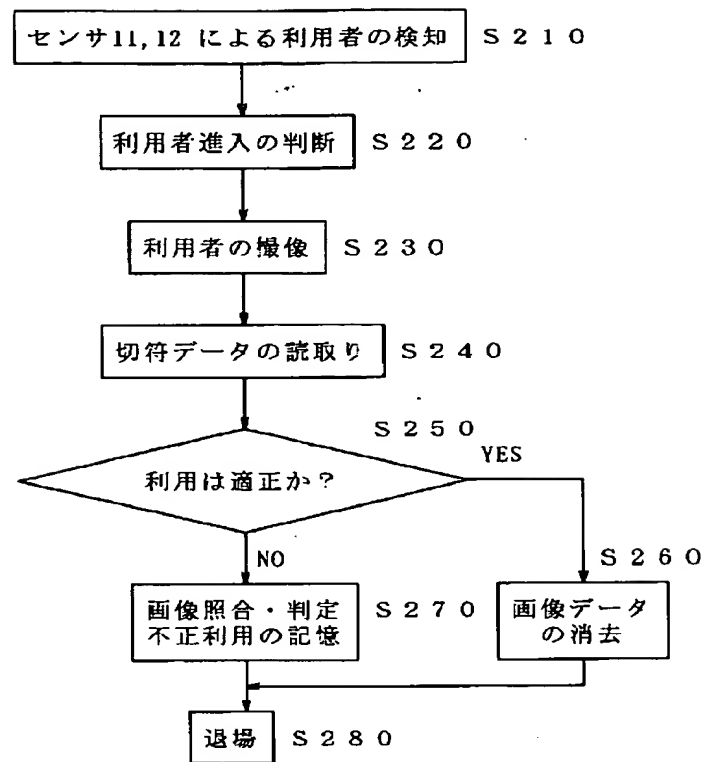 センサ11,12 による利用者の検知 S210
利用者進入の判断 S220
利用者の撮像 S230
切符データの読取り S240
S250
利用は適正か?
YES
NO
S260
画像照合・判定
不正利用の記憶
S270
画像データ
の消去
退場 S280